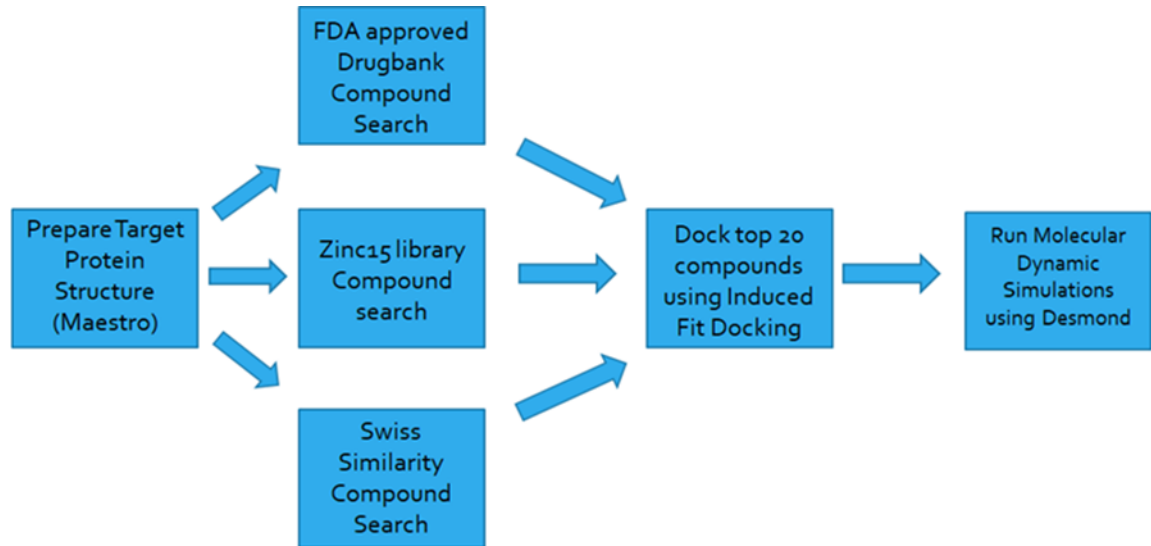 FDA approved
Drugbank
Compound
Search
Prepare Target
Protein
Structure
(Maestro)
Zinc15 library
Compound
search
Dock top 20
compounds
using Induced
Fit Docking
Run Molecular
Dynamic
Simulations
using Desmond
Swiss
Similarity
Compound
Search